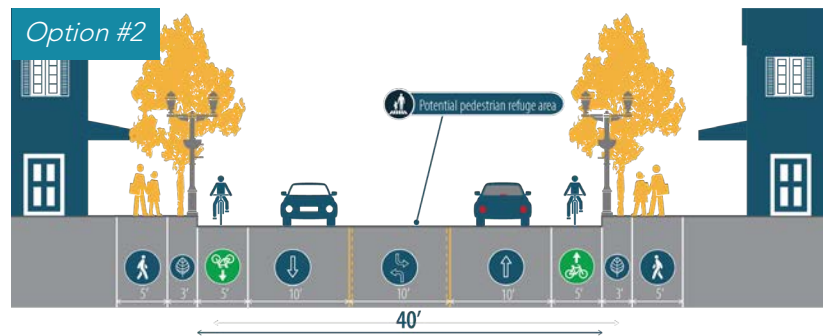 Option #2
Potential pedestrian refuge area
5' 3' 5' 10' 10' 10' 5' 3' 5'
40'